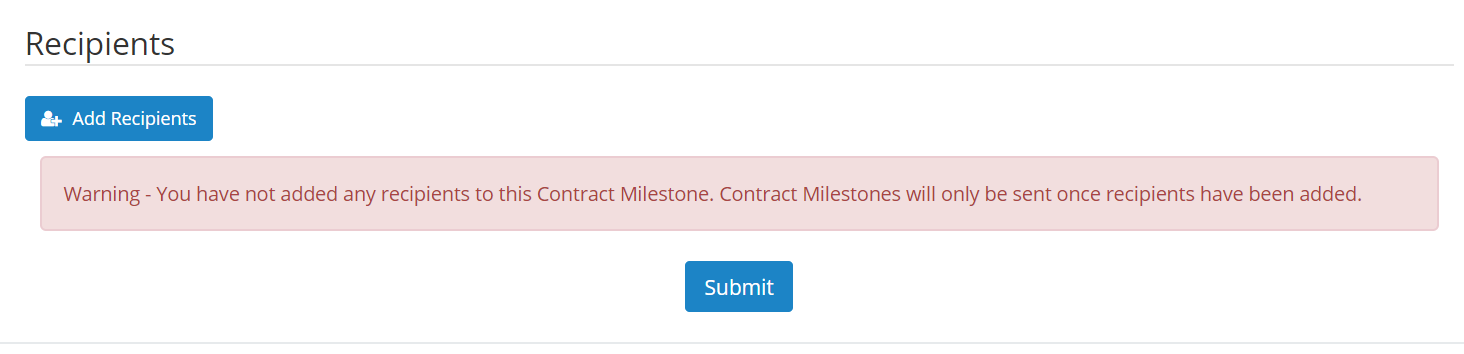 Recipients
Add Recipients
Warning - You have not added any recipients to this Contract Milestone. Contract Milestones will only be sent once recipients have been added.
Submit